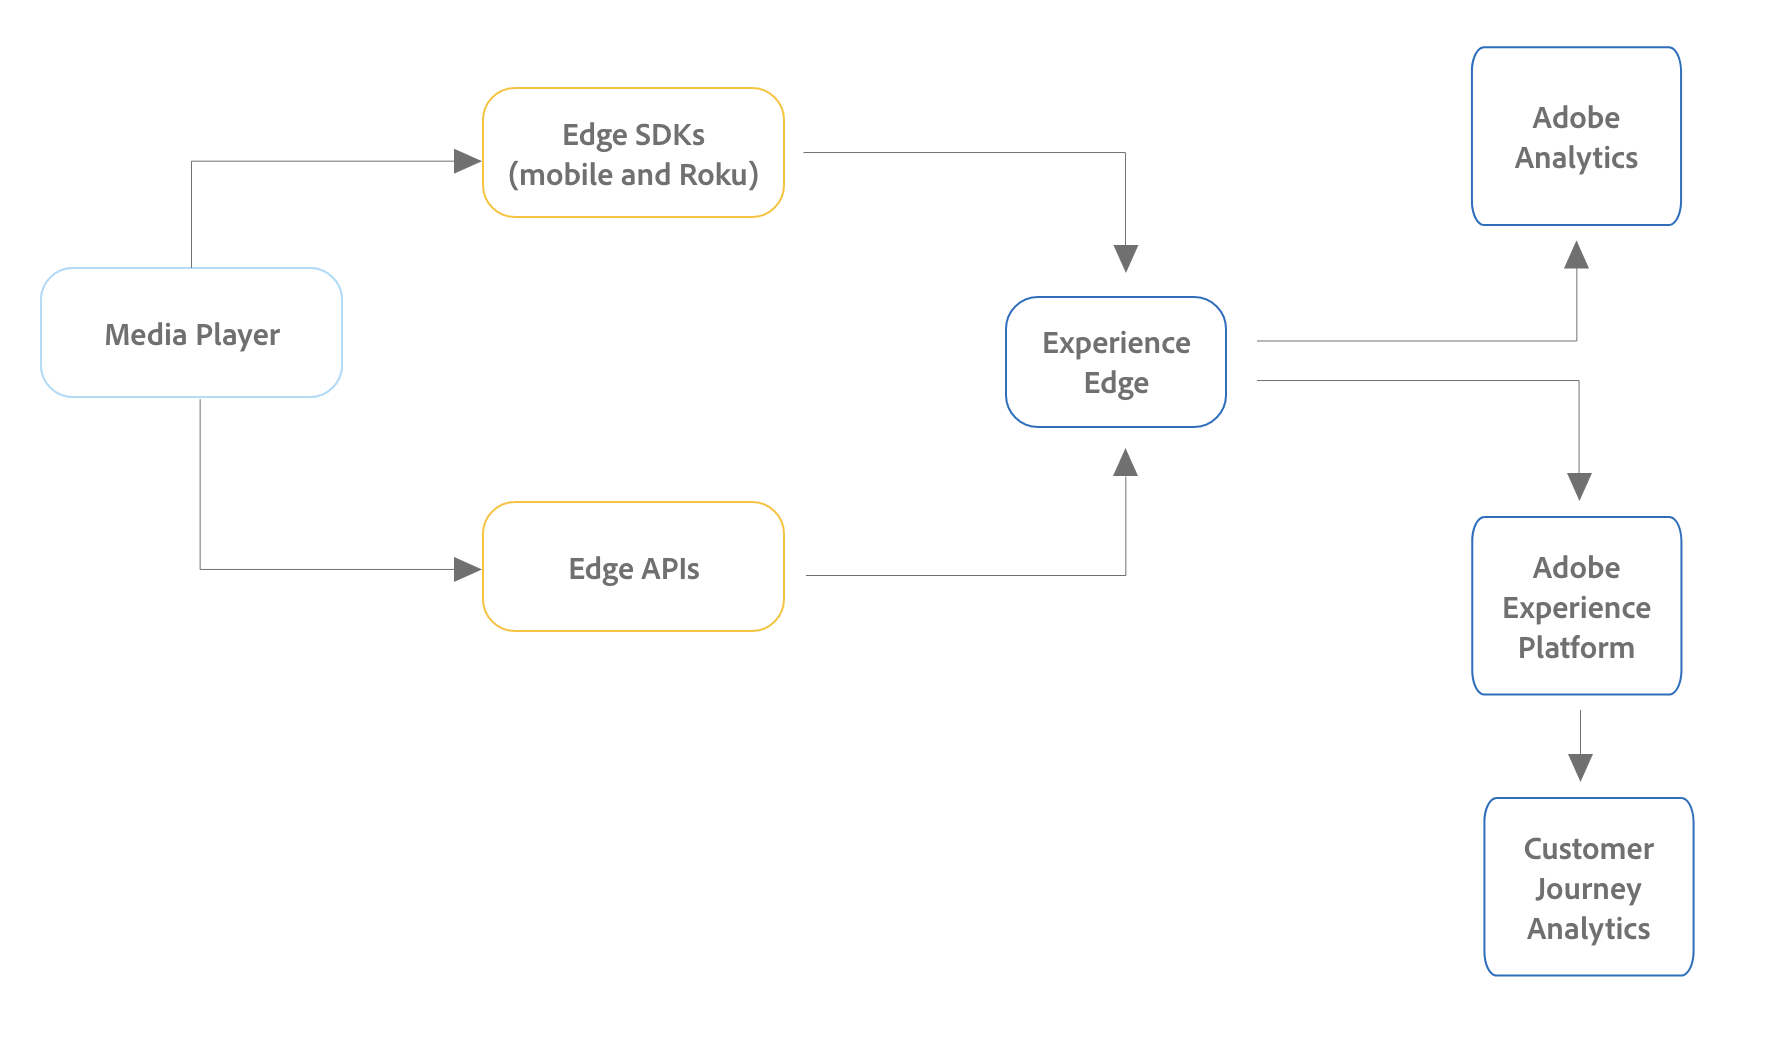 Adobe
Analytics
Edge SDKs
(mobile and Roku)
Media Player
Experience
Edge
Edge APIs
Adobe
Experience
Platform
Customer
Journey
Analytics